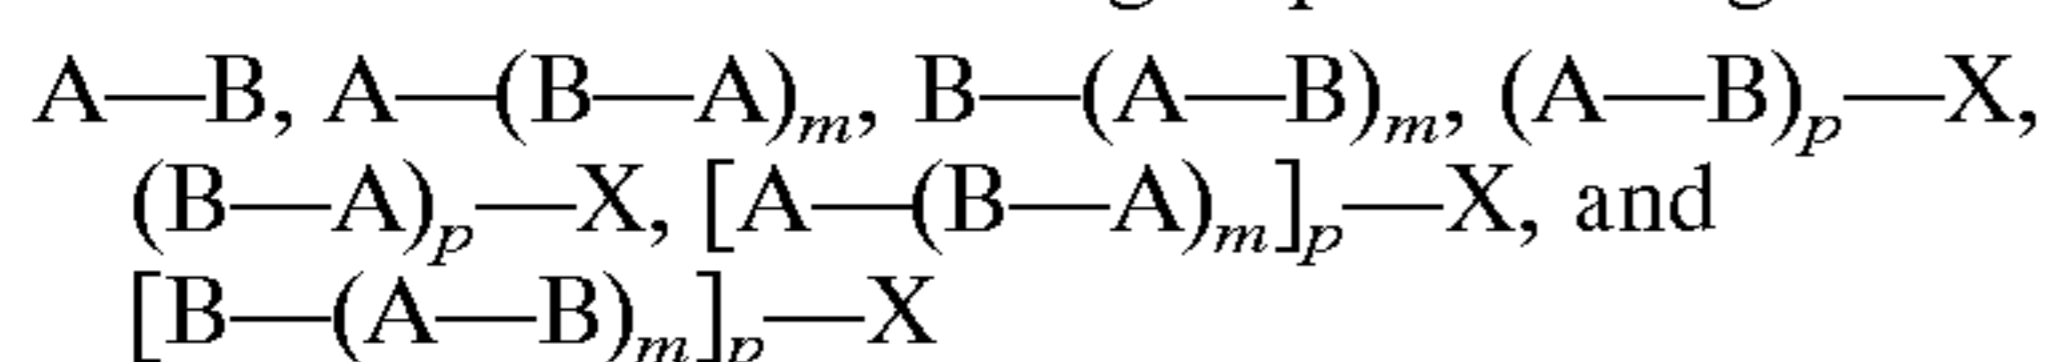 A—B, A—(B—A)m, B—(A—B)m, (A—B)p—X,
(B—A)p—X, [A—(B—A)m]p—X, and
[B—(A—B)m]p—X